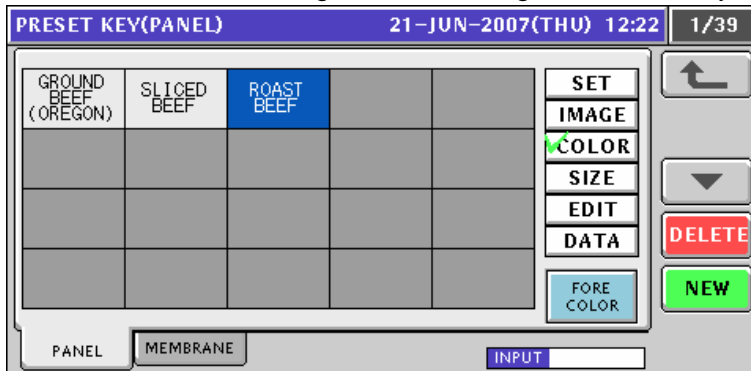 PRESET KEY(PANEL) 21-JUN-2007(THU) 12:22 1/39
GROUND
BEEF
(OREGON)
SLICED
BEEF
ROAST
BEEF
SET
IMAGE
COLOR
SIZE
EDIT
DATA
FORE
COLOR
DELETE
NEW
PANEL
MEMBRANE
INPUT